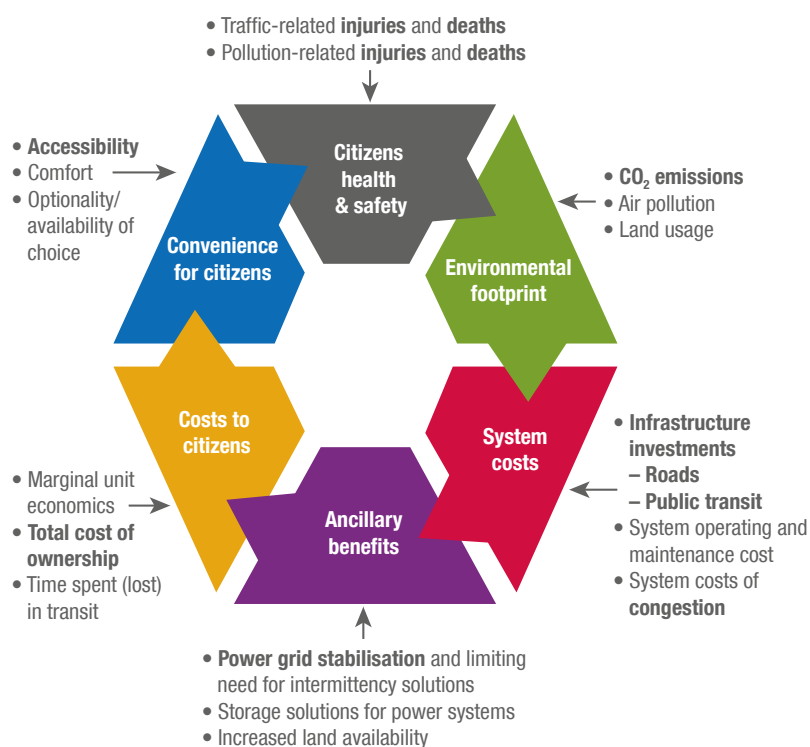 • Traffic-related injuries and deaths
• Pollution-related injuries and deaths
Citizens
health
& safety
• CO₂ emissions
• Air pollution
• Land usage
Environmental
footprint
• Infrastructure
investments
– Roads
– Public transit
• System operating and
maintenance cost
• System costs of
congestion
System
costs
Ancillary
benefits
• Power grid stabilisation and limiting
need for intermittency solutions
• Storage solutions for power systems
• Increased land availability
Costs to
citizens
• Marginal unit
economics
• Total cost of
ownership
• Time spent (lost)
in transit
Convenience
for citizens
• Accessibility
• Comfort
• Optionality/
availability of
choice